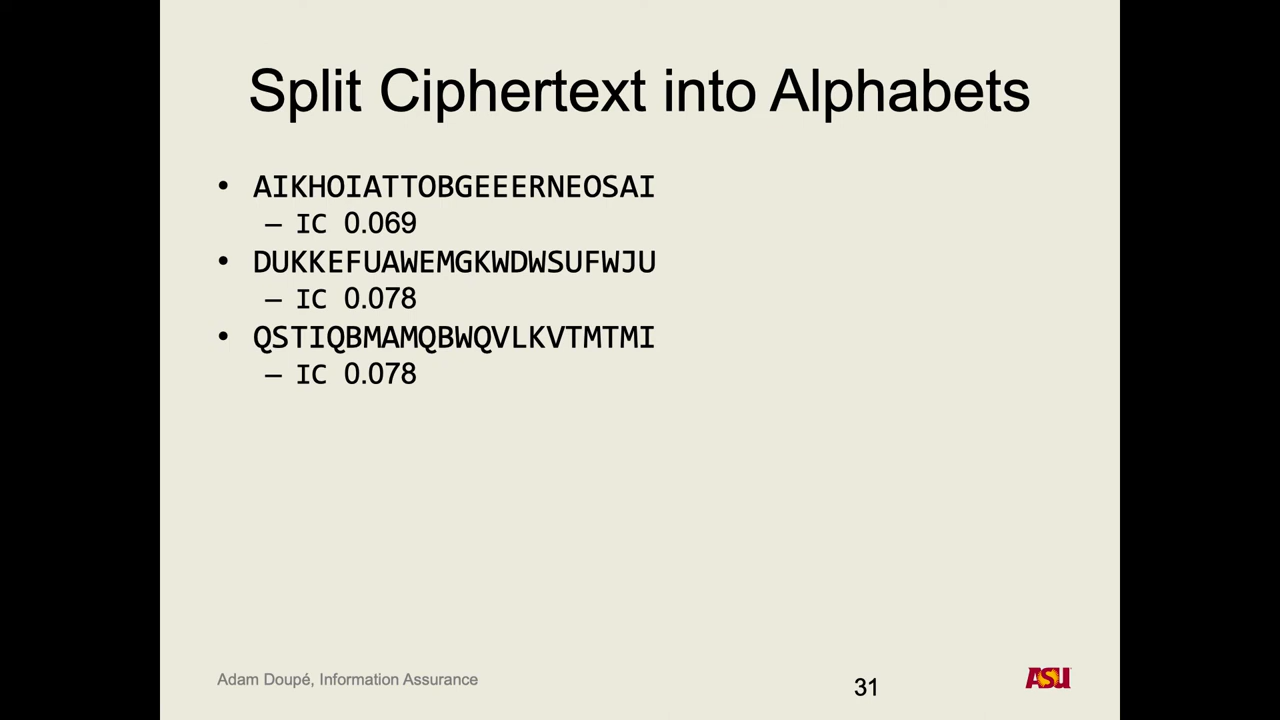 Split Ciphertext into Alphabets
• AIKHOIATTOBGEEERNEOSAI
– IC 0.069
• DUKKEFUAWEMGKWDWSUFWJU
– IC 0.078
• QSTIQBMAMQBWQVLKVTMTMI
– IC 0.078
Adam Doupé, Information Assurance
31
ASU